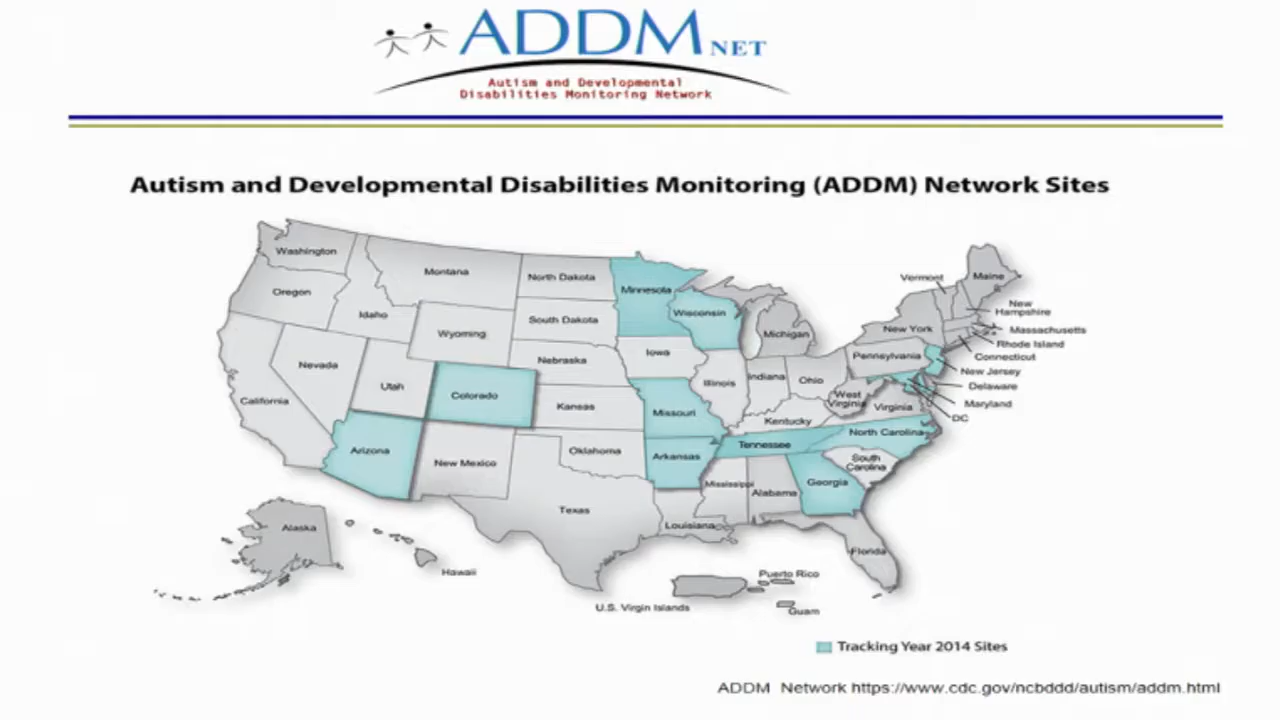 ADDM NET
Autism and Developmental
Disabilities Monitoring Network
Autism and Developmental Disabilities Monitoring (ADDM) Network Sites
Washington
Oregon
California
Nevada
Idaho
Montana
Wyoming
Utah
Colorado
Arizona
New Mexico
North Dakota
South Dakota
Nebraska
Kansas
Oklahoma
Texas
Minnesota
Wisconsin
Iowa
Illinois
Missouri
Arkansas
Louisiana
Michigan
Indiana
Ohio
Kentucky
Tennessee
Mississippi
Alabama
Georgia
Florida
South
Carolina
North Carolina
Virginia
West
Virginia
Pennsylvania
New York
Vermont
Maine
New
Hampshire
Massachusetts
Rhode Island
Connecticut
New Jersey
Delaware
Maryland
DC
Alaska
Hawaii
Puerto Rico
U.S. Virgin Islands
Guam
Tracking Year 2014 Sites
ADDM Network https://www.cdc.gov/ncbddd/autism/addm.html